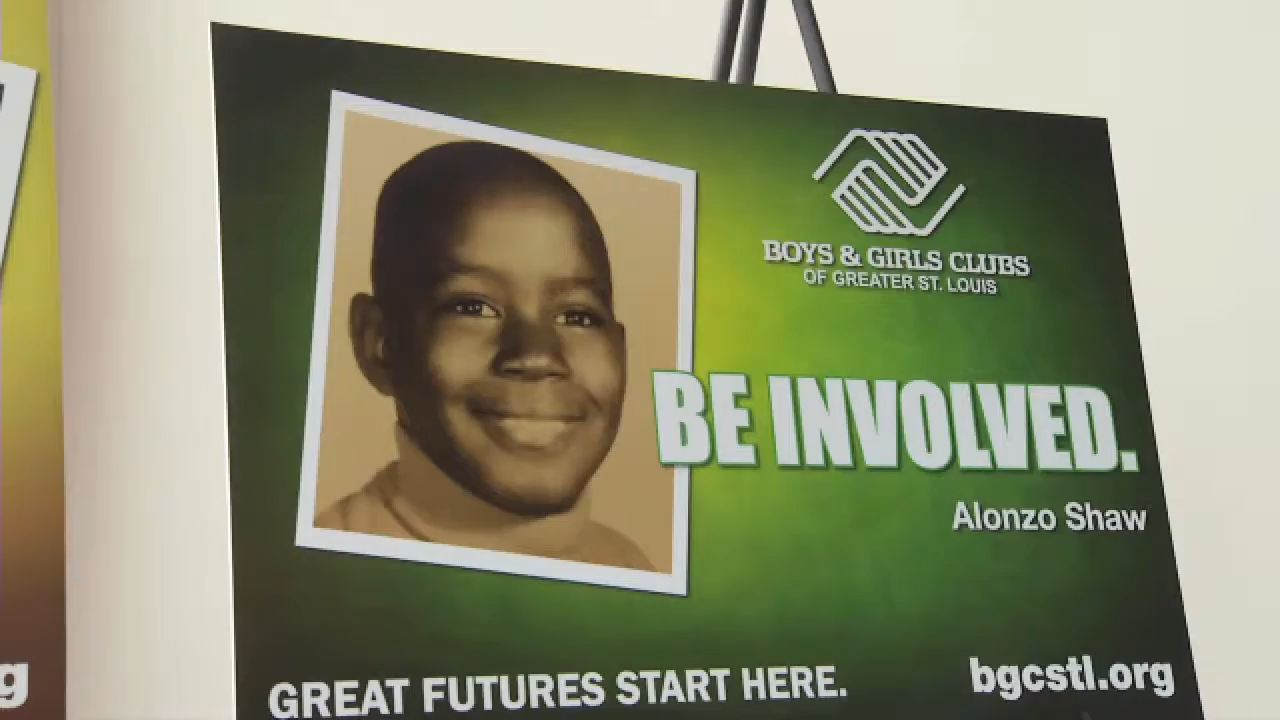 BOYS & GIRLS CLUBS
OF GREATER ST. LOUIS
BE INVOLVED.
Alonzo Shaw
GREAT FUTURES START HERE.
bgcstl.org
g